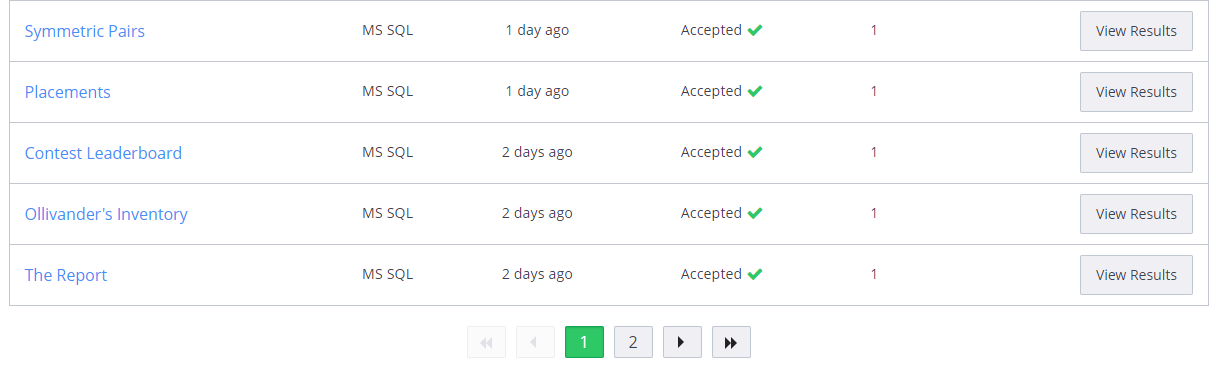 Symmetric Pairs MS SQL 1 day ago Accepted 1 View Results
Placements MS SQL 1 day ago Accepted 1 View Results
Contest Leaderboard MS SQL 2 days ago Accepted 1 View Results
Ollivander's Inventory MS SQL 2 days ago Accepted 1 View Results
The Report MS SQL 2 days ago Accepted 1 View Results
1 2